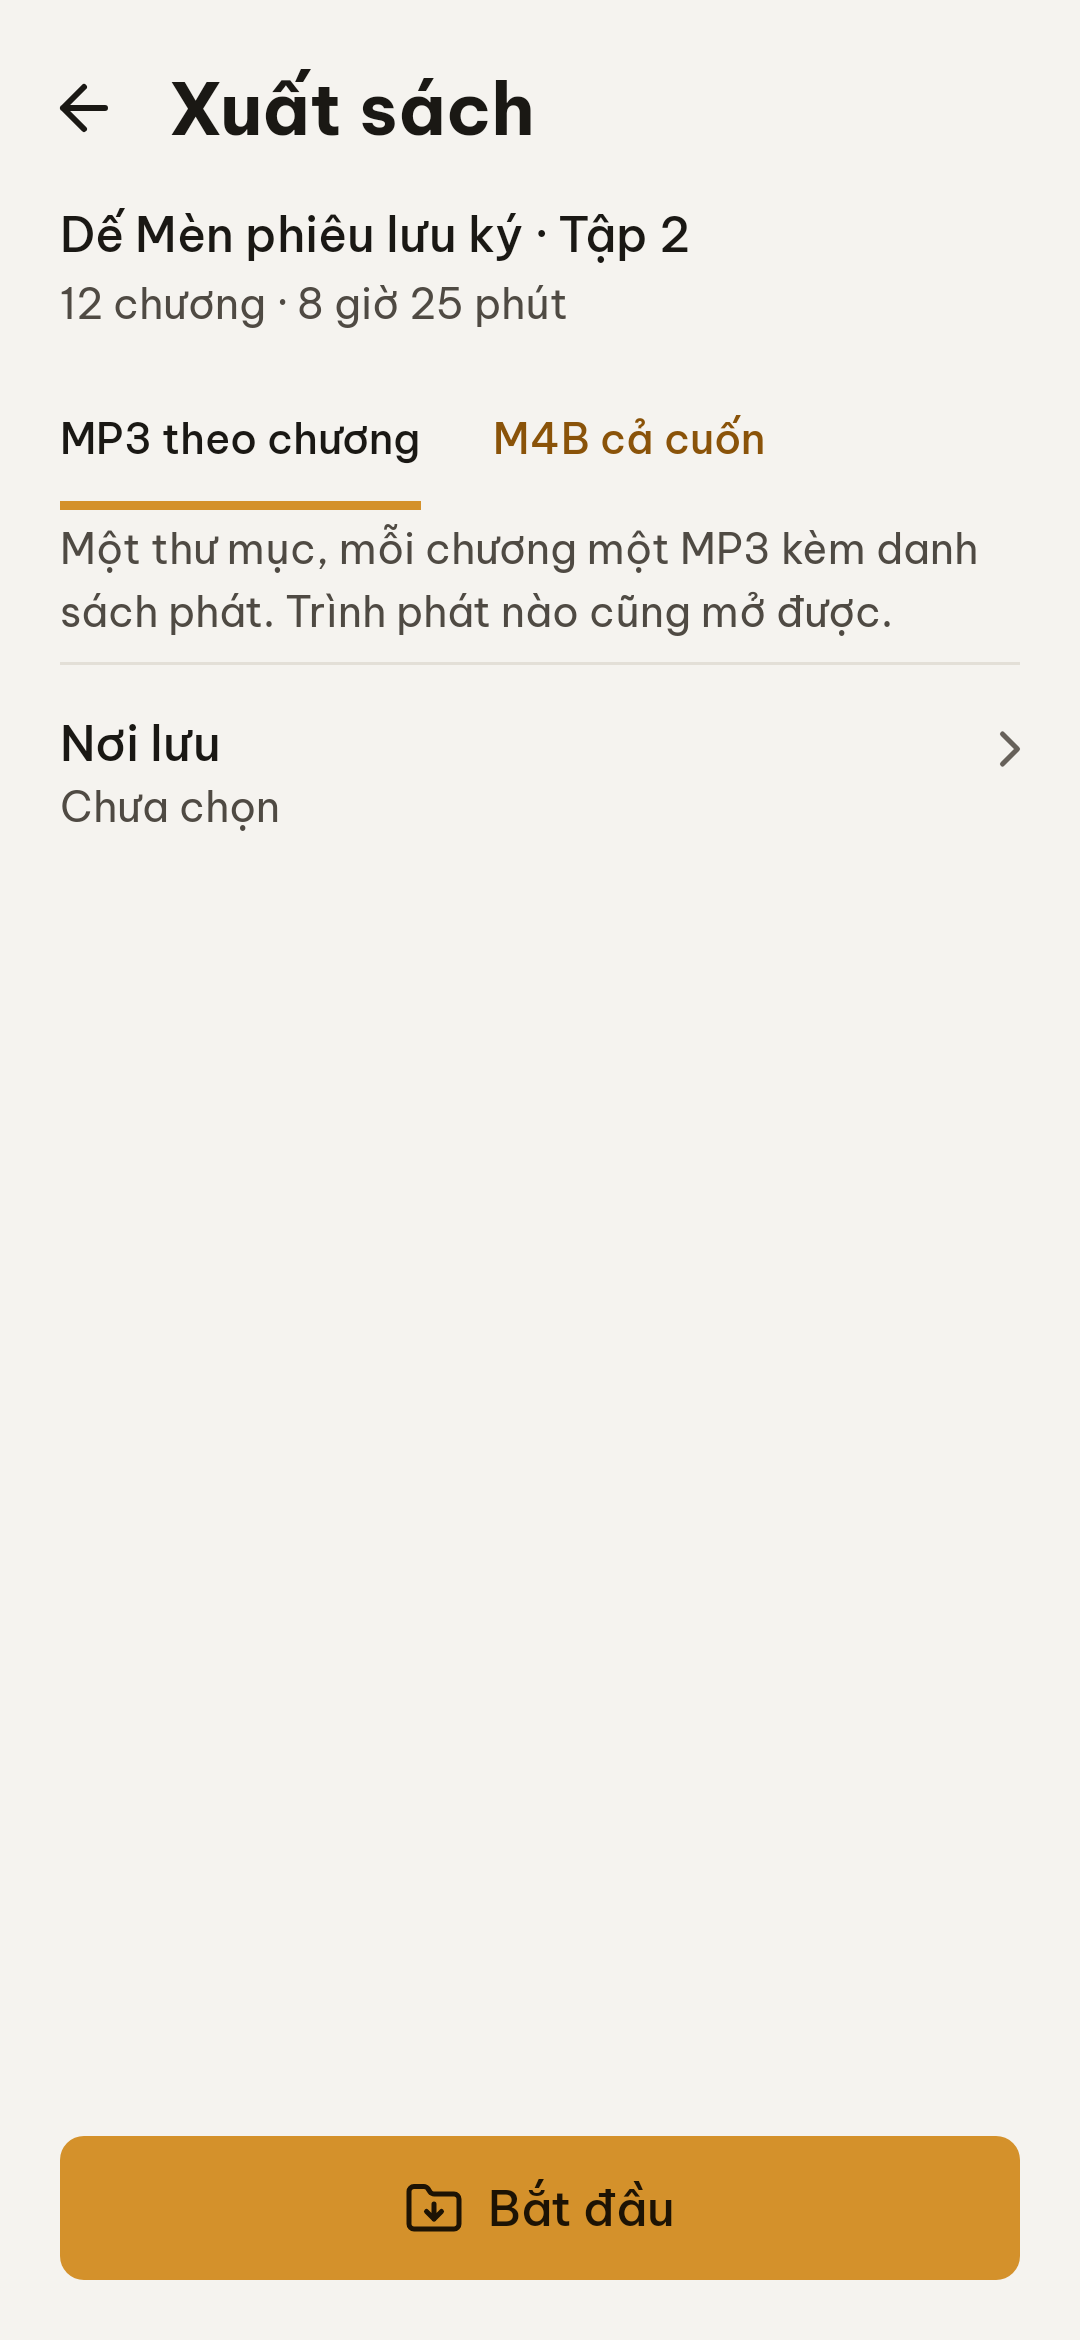 Xuất sách
Dế Mèn phiêu lưu ký · Tập 2
12 chương · 8 giờ 25 phút
MP3 theo chương
M4B cả cuốn
Một thư mục, mỗi chương một MP3 kèm danh
sách phát. Trình phát nào cũng mở được.
Nơi lưu
Chưa chọn
Bắt đầu